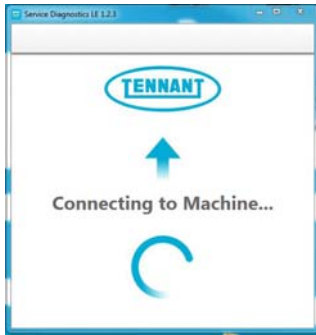 Service Diagnostics LE 1.2.3
TENNANT
Connecting to Machine...